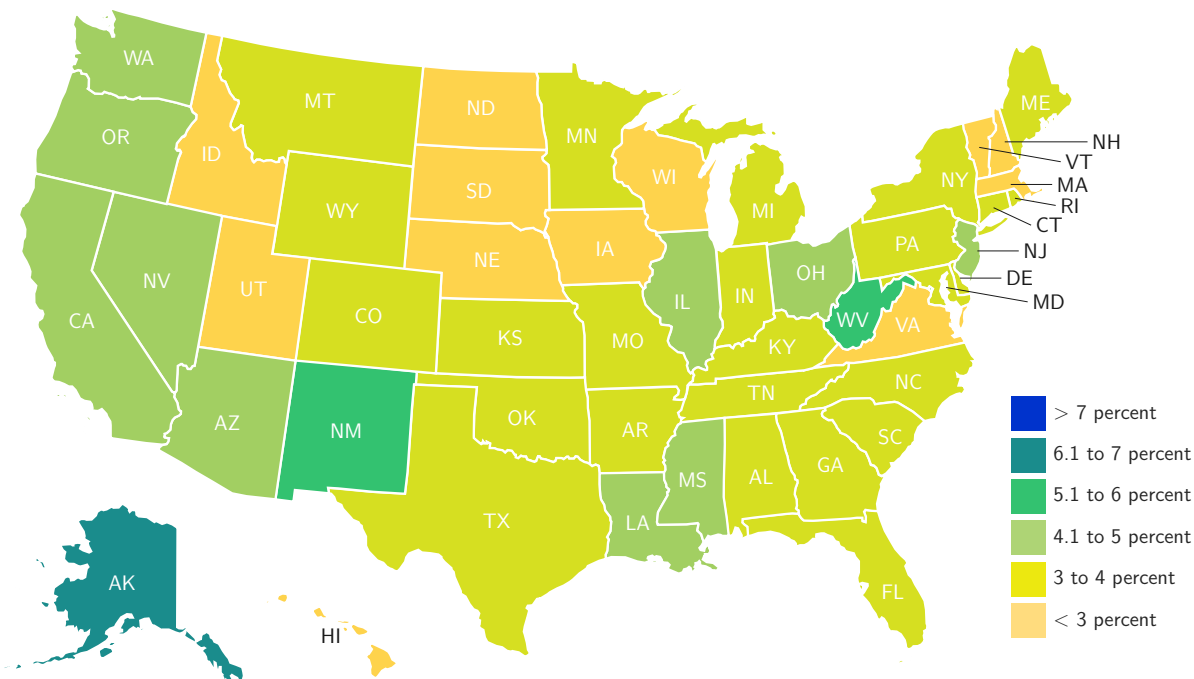 WA
ME
MT
ND
OR
MN
NH
ID
VT
WI
NY
MA
SD
RI
WY
MI
CT
PA
NJ
IA
NE
OH
DE
NV
UT
IN
IL
MD
CO
WV
CA
VA
KS
MO
KY
NC
TN
OK
> 7 percent
AZ
NM
AR
SC
6.1 to 7 percent
GA
AL
MS
5.1 to 6 percent
TX
LA
4.1 to 5 percent
AK
3 to 4 percent
FL
< 3 percent
HI